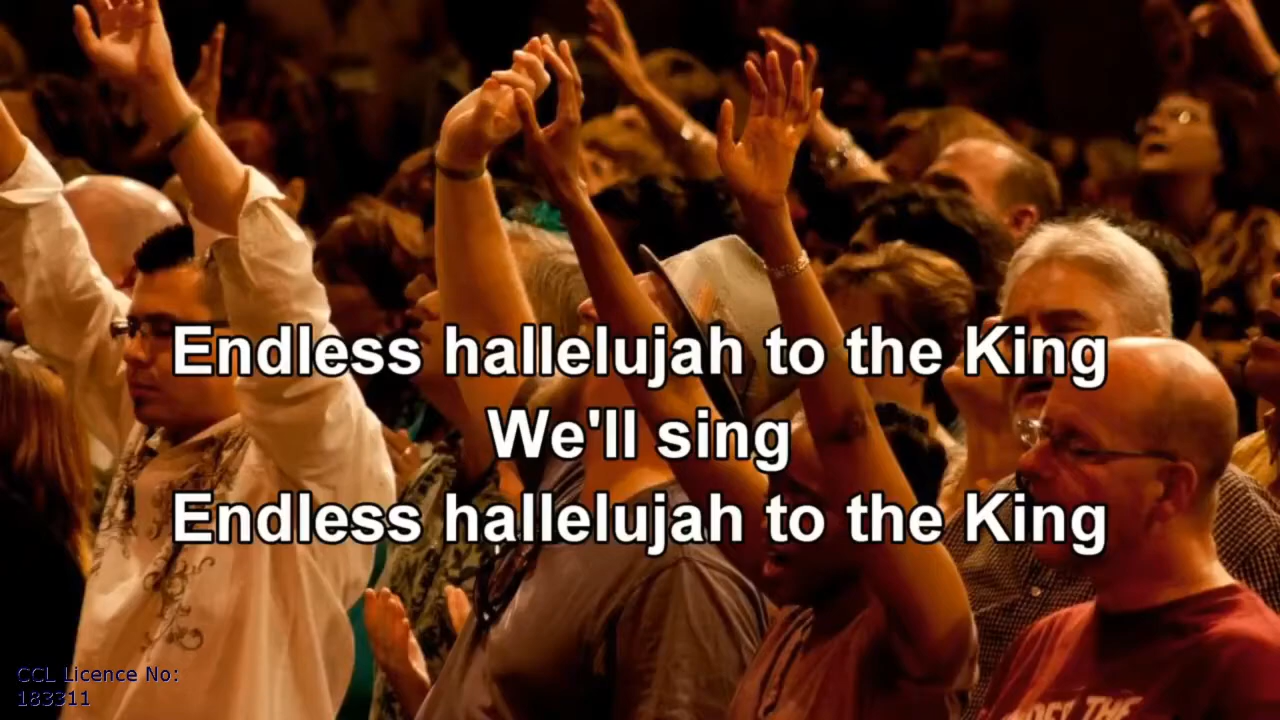 Endless hallelujah to the King
We'll sing
Endless hallelujah to the King
CCL Licence No:
183311